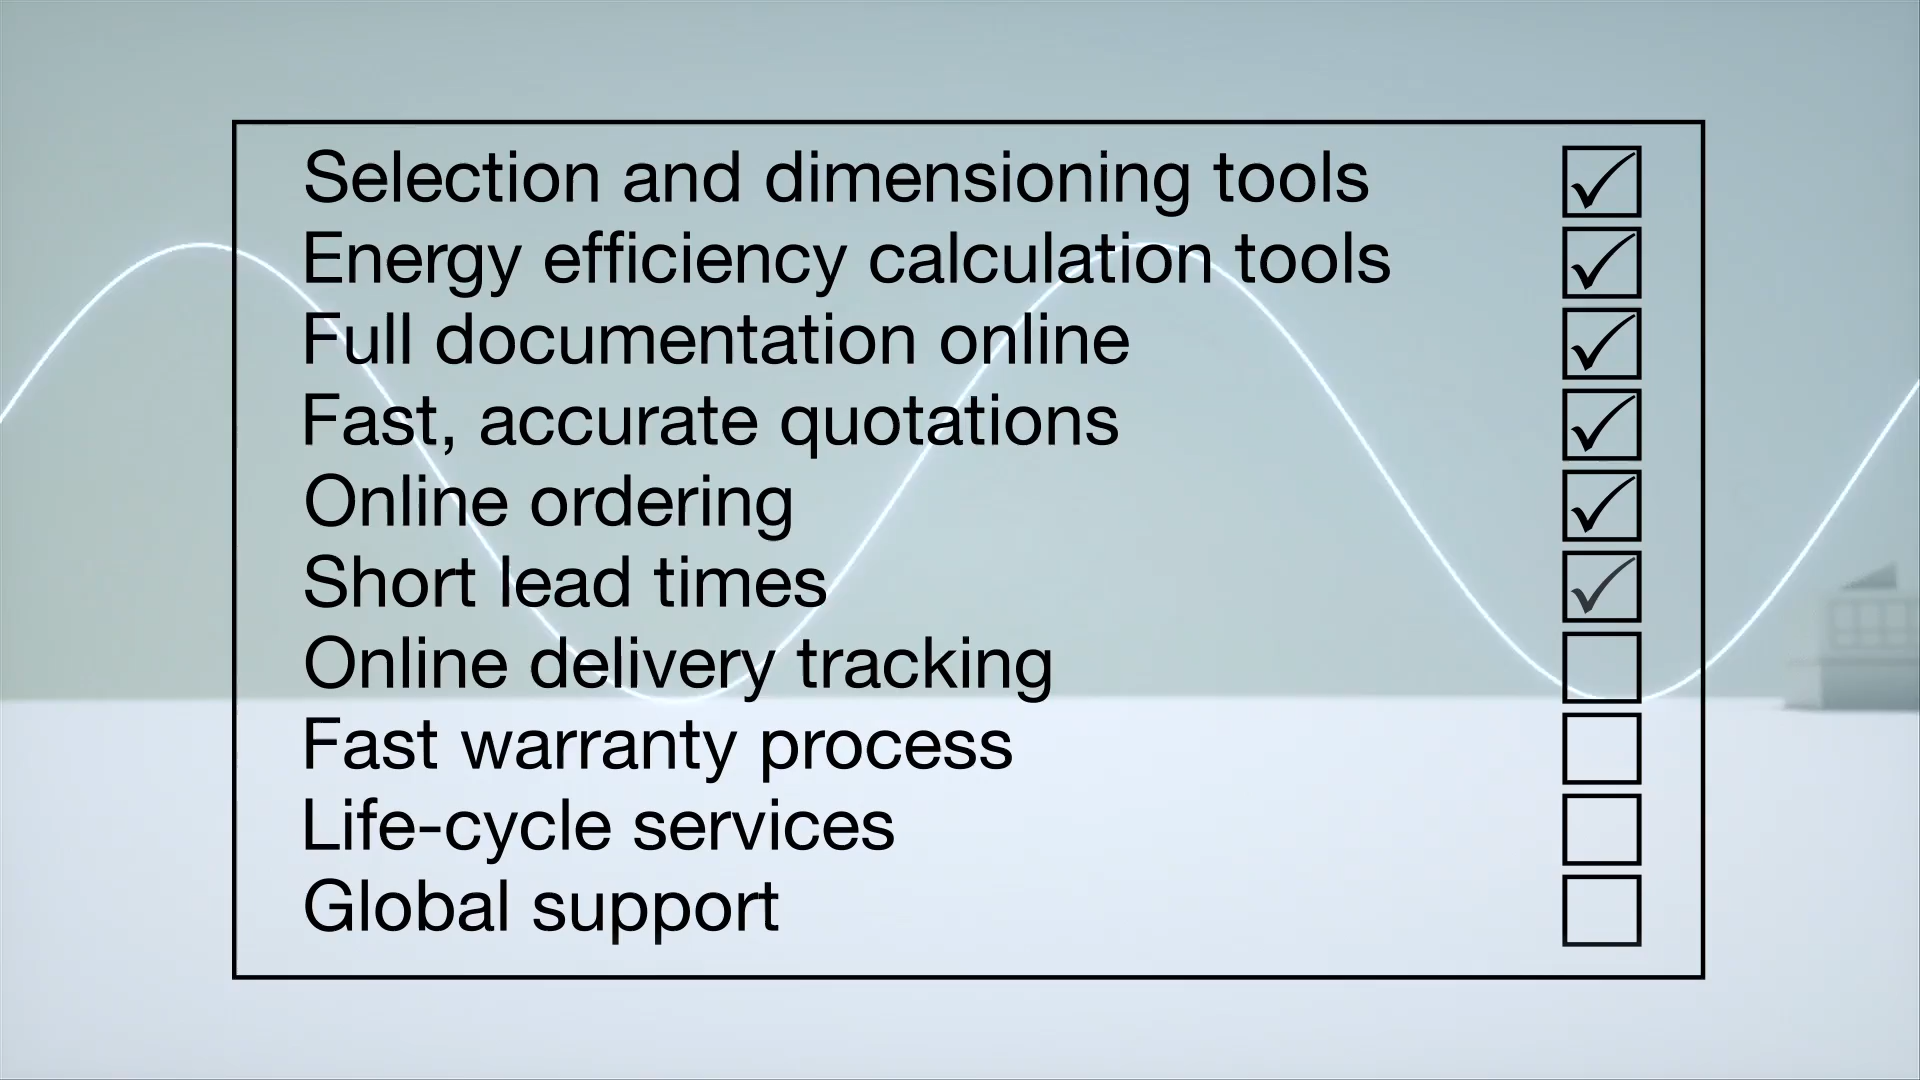 Selection and dimensioning tools ☑
Energy efficiency calculation tools ☑
Full documentation online ☑
Fast, accurate quotations ☑
Online ordering ☑
Short lead times ☑
Online delivery tracking ☐
Fast warranty process ☐
Life-cycle services ☐
Global support ☐